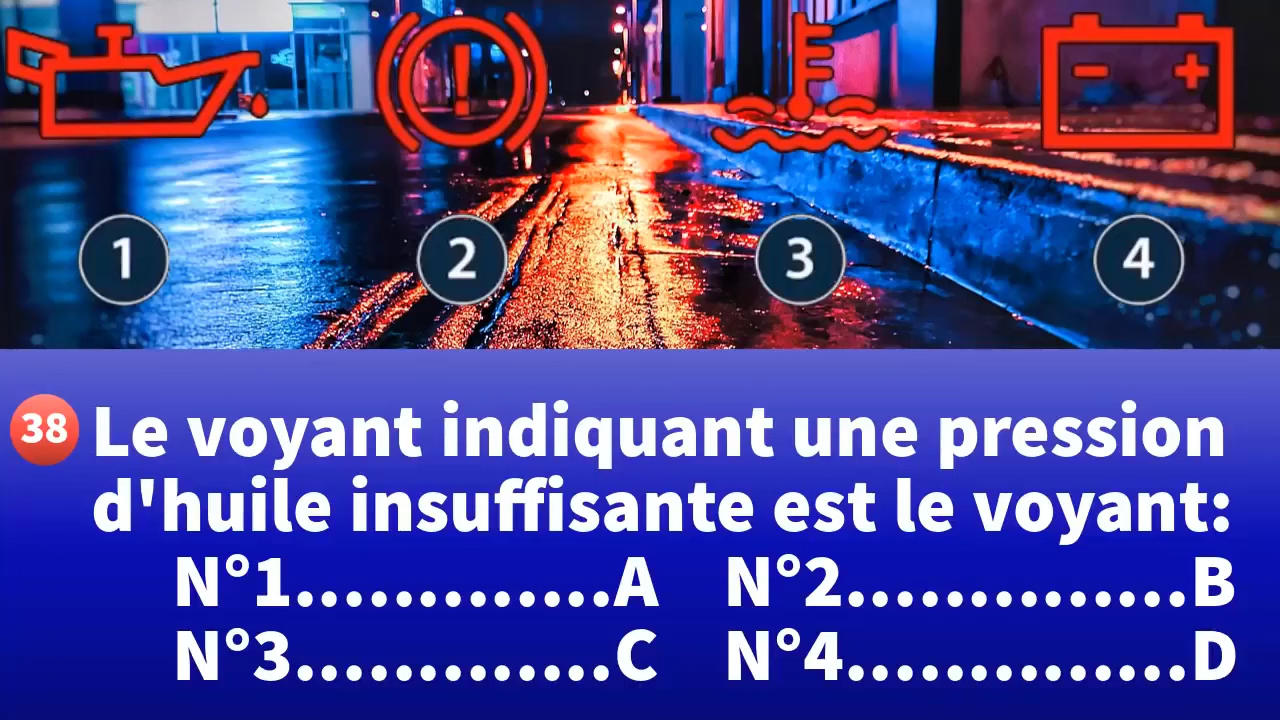 1 2 3 4
38 Le voyant indiquant une pression
d'huile insuffisante est le voyant:
N°1.............A N°2..............B
N°3.............C N°4..............D